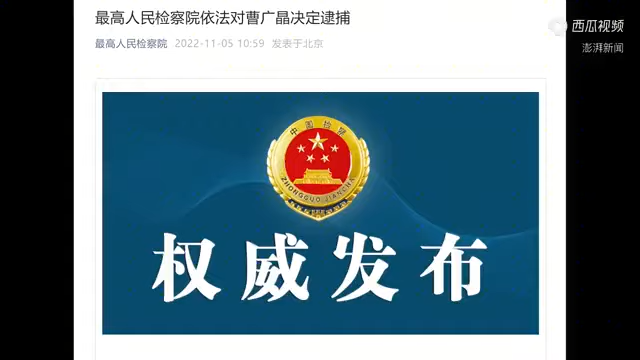 最高人民检察院依法对曹广晶决定逮捕
最高人民检察院 2022-11-05 10:59 发表于北京
西瓜视频
澎湃新闻
中国检察
ZHONGGUO JIANCHA
权威发布